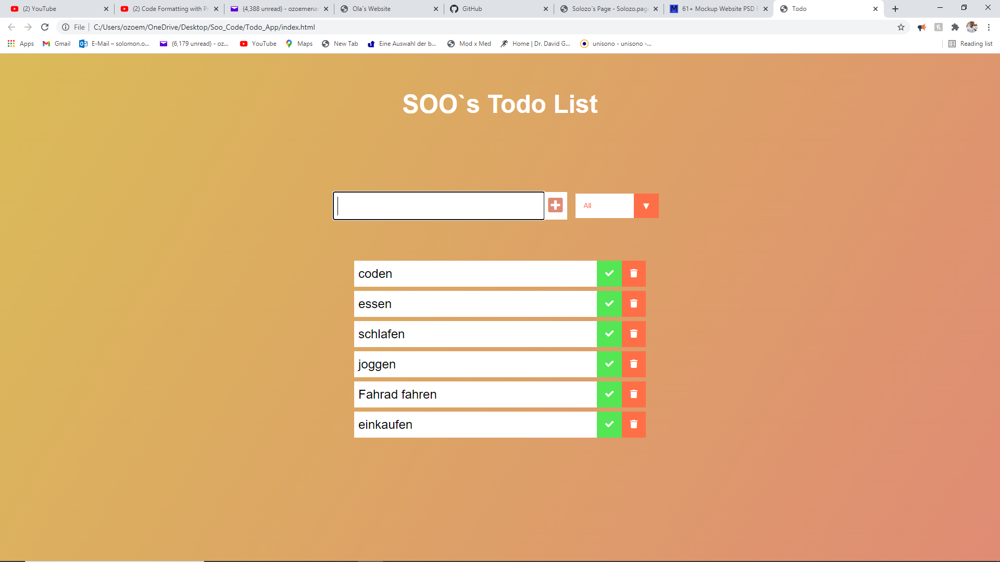 (2) YouTube
(2) Code Formatting with Pr
(4,388 unread) - ozoemenar
Ola´s Website
GitHub
Solozo´s Page - Solozo.page
61+ Mockup Website PSD F
Todo
File
C:/Users/ozoem/OneDrive/Desktop/Soo_Code/Todo_App/index.html
Apps
Gmail
E-Mail – solomon.o...
(6,179 unread) - oz...
YouTube
Maps
New Tab
Eine Auswahl der b...
Mod x Med
Home | Dr. David G...
unisono - unisono -...
Reading list
SOO`s Todo List
All
coden
essen
schlafen
joggen
Fahrad fahren
einkaufen